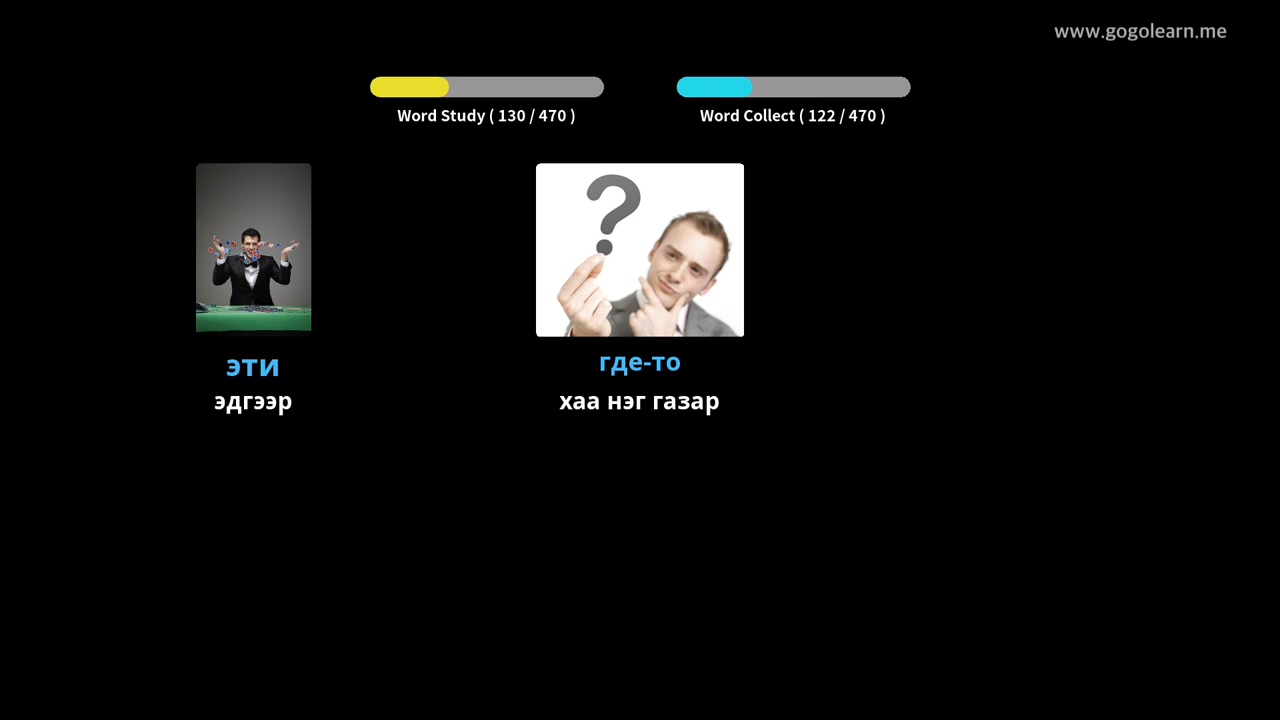 www.gogolearn.me
Word Study ( 130 / 470 )
Word Collect ( 122 / 470 )
эти
эдгээр
где-то
хаа нэг газар